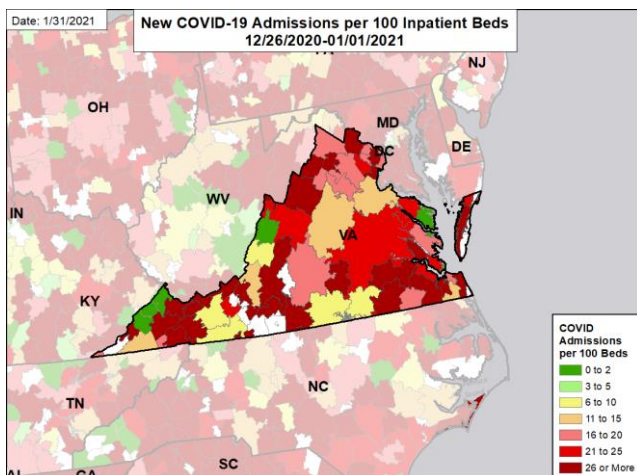 Date: 1/31/2021
New COVID-19 Admissions per 100 Inpatient Beds
12/26/2020-01/01/2021
NJ
OH
MD
DC
DE
WV
IN
VA
KY
NC
TN
SC
COVID
Admissions
per 100 Beds
0 to 2
3 to 5
6 to 10
11 to 15
16 to 20
21 to 25
26 or More